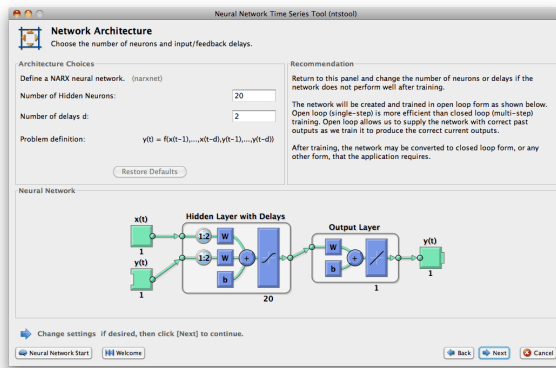 Neural Network Time Series Tool (ntstool)
Network Architecture
Choose the number of neurons and input/feedback delays.
Architecture Choices
Define a NARX neural network. (narxnet)
Number of Hidden Neurons: 20
Number of delays d: 2
Problem definition: y(t) = f(x(t-1),...,x(t-d),y(t-1),...,y(t-d))
Restore Defaults
Recommendation
Return to this panel and change the number of neurons or delays if the
network does not perform well after training.
The network will be created and trained in open loop form as shown below.
Open loop (single-step) is more efficient than closed loop (multi-step)
training. Open loop allows us to supply the network with correct past
outputs as we train it to produce the correct current outputs.
After training, the network may be converted to closed loop form, or any
other form, that the application requires.
Neural Network
x(t)
1
y(t)
1
Hidden Layer with Delays
1:2 W
1:2 W
b
+
20
Output Layer
W
b
+
1
y(t)
1
Change settings if desired, then click [Next] to continue.
Neural Network Start
Welcome
Back
Next
Cancel